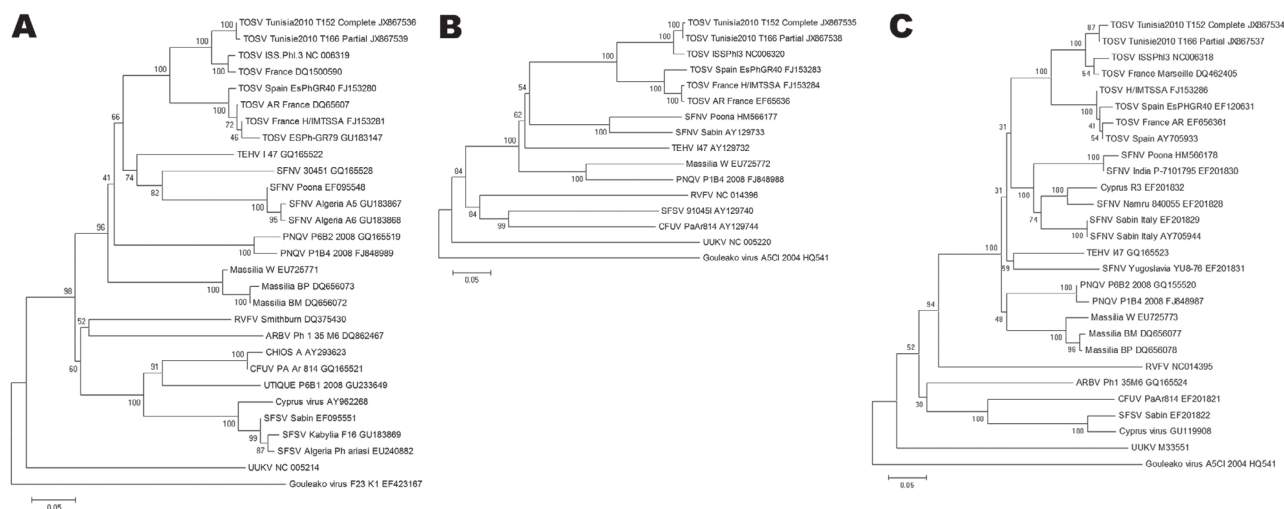 A
TOSV Tunisia2010 T152 Complete JX867536
TOSV Tunisie2010 T166 Partial JX867539
TOSV ISS.Phl.3 NC 006319
TOSV France DQ1500590
TOSV Spain EsPhGR40 FJ153280
TOSV AR France DQ65607
TOSV France H/IMTSSA FJ153281
TOSV ESPh-GR79 GU183147
TEHV I 47 GQ165522
SFNV 30451 GQ165528
SFNV Poona EF095548
SFNV Algeria A5 GU183867
SFNV Algeria A6 GU183868
PNQV P6B2 2008 GQ165519
PNQV P1B4 2008 FJ848989
Massilia W EU725771
Massilia BP DQ656073
Massilia BM DQ656072
RVFV Smithburn DQ375430
ARBV Ph 1 35 M6 DQ862467
CHIOS A AY293623
CFUV PA Ar 814 GQ165521
UTIQUE P6B1 2008 GU233649
Cyprus virus AY962268
SFSV Sabin EF095551
SFSV Kabylia F16 GU183869
SFSV Algeria Ph ariasi EU240882
UUKV NC 005214
Gouleako virus F23 K1 EF423167
100
100
100
100
100
72
46
66
74
82
100
95
41
100
96
100
100
98
52
60
100
91
100
100
99
87
0.05
B
TOSV Tunisia2010 T152 Complete JX867535
TOSV Tunisie2010 T166 Partial JX867538
TOSV ISSPhl3 NC006320
TOSV Spain EsPhGR40 FJ153283
TOSV France H/IMTSSA FJ153284
TOSV AR France EF65636
SFNV Poona HM566177
SFNV Sabin AY129733
TEHV I47 AY129732
Massilia W EU725772
PNQV P1B4 2008 FJ848988
RVFV NC 014396
SFSV 91045I AY129740
CFUV PaAr814 AY129744
UUKV NC 005220
Gouleako virus A5CI 2004 HQ541
100
100
100
100
100
54
100
62
100
84
84
99
0.05
C
TOSV Tunisia2010 T152 Complete JX867534
TOSV Tunisie2010 T166 Partial JX867537
TOSV ISSPhl3 NC006318
TOSV France Marseille DQ462405
TOSV H/IMTSSA FJ153286
TOSV Spain EsPHGR40 EF120631
TOSV France AR EF656361
TOSV Spain AY705933
SFNV Poona HM566178
SFNV India P-7101795 EF201830
Cyprus R3 EF201832
SFNV Namru 840055 EF201828
SFNV Sabin Italy EF201829
SFNV Sabin Italy AY705944
TEHV I47 GQ165523
SFNV Yugoslavia YU8-76 EF201831
PNQV P6B2 2008 GQ155520
PNQV P1B4 2008 FJ848987
Massilia W EU725773
Massilia BM DQ656077
Massilia BP DQ656078
RVFV NC014395
ARBV Ph1 35M6 GQ165524
CFUV PaAr814 EF201821
SFSV Sabin EF201822
Cyprus virus GU119908
UUKV M33551
Gouleako virus A5CI 2004 HQ541
87
100
54
100
100
41
54
31
100
100
100
74
100
31
59
100
100
48
100
96
94
52
30
100
100
0.05